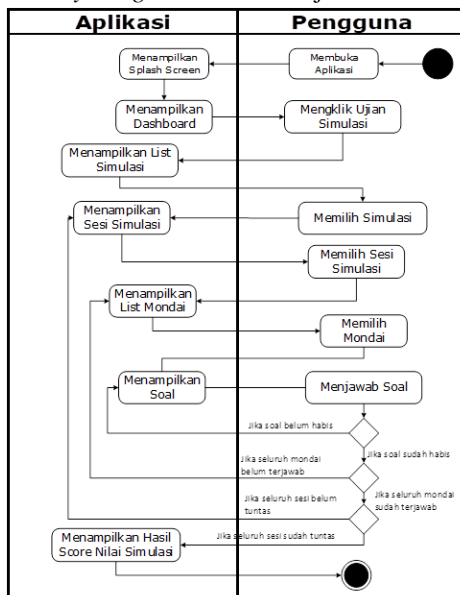 Aplikasi
Pengguna
Menampilkan
Splash Screen
Membuka
Aplikasi
Menampilkan
Dashboard
Mengklik Ujian
Simulasi
Menampilkan List
Simulasi
Menampilkan
Sesi Simulasi
Memilih Simulasi
Memilih Sesi
Simulasi
Menampilkan
List Mondai
Memilih
Mondai
Menampilkan
Soal
Menjawab Soal
Jika soal belum habis
Jika soal sudah habis
Jika seluruh mondai
belum terjawab
Jika seluruh mondai
sudah terjawab
Jika seluruh sesi belum
tuntas
Jika seluruh sesi sudah tuntas
Menampilkan Hasil
Score Nilai Simulasi